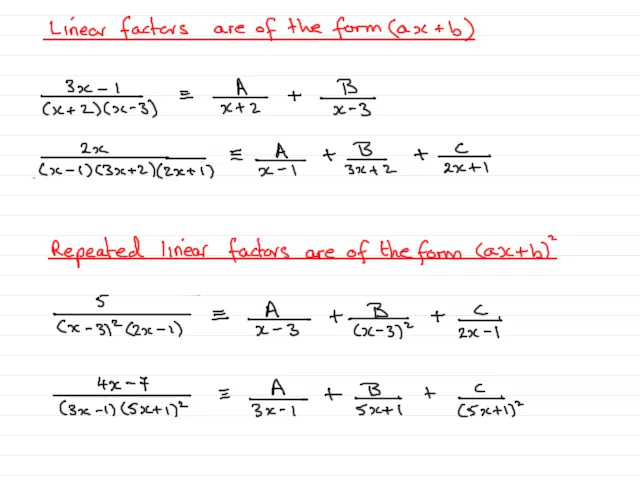 Linear factors are of the form (ax+b)
3x-1/(x+2)(x-3) ≡ A/x+2 + B/x-3
2x/(x-1)(3x+2)(2x+1) ≡ A/x-1 + B/3x+2 + C/2x+1
Repeated linear factors are of the form (ax+b)²
5/(x-3)²(2x-1) ≡ A/x-3 + B/(x-3)² + C/2x-1
4x-7/(3x-1)(5x+1)² ≡ A/3x-1 + B/5x+1 + C/(5x+1)²